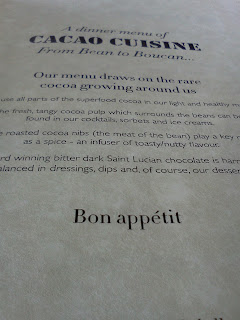 A dinner menu of
CACAO CUISINE
From Bean to Boucan...
Our menu draws on the rare
cocoa growing around us
use all parts of the superfood cocoa in our light, and healthy
the fresh, tangy cocoa pulp which surrounds the beans can be
found in our cocktails, sorbets and ice creams.
roasted cocoa nibs (the meat of the bean) play a key
as a spice - an infuser of toasty/nutty flavour.
winning bitter dark Saint Lucian chocolate is
balanced in dressings, dips and, of course, our
Bon appétit